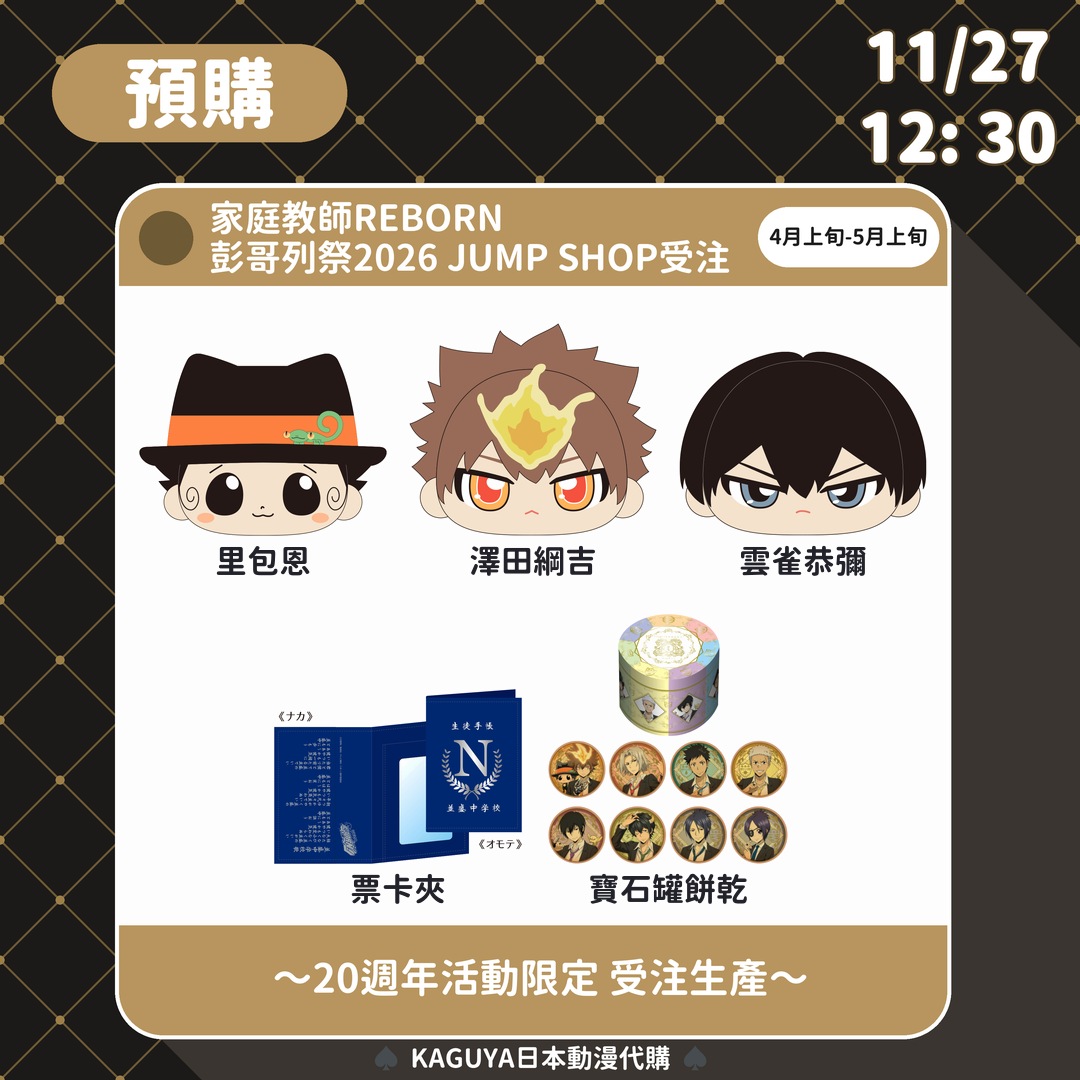 預購
11/27
12: 30
家庭教師REBORN
彭哥列祭2026 JUMP SHOP受注
4月上旬-5月上旬
里包恩
澤田綱吉
雲雀恭彌
《ナカ》
生徒手帳
N
並盛中学校
《オモテ》
票卡夾
寶石罐餅乾
～20週年活動限定 受注生產～
KAGUYA日本動漫代購